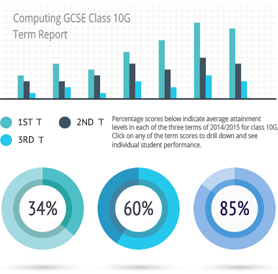 Computing GCSE Class 10G
Term Report
1ST T
2ND T
3RD T
Percentage scores below indicate average attainment
levels in each of the three terms of 2014/2015 for class 10G.
Click on any of the term scores to drill down and see
individual student performance.
34%
60%
85%